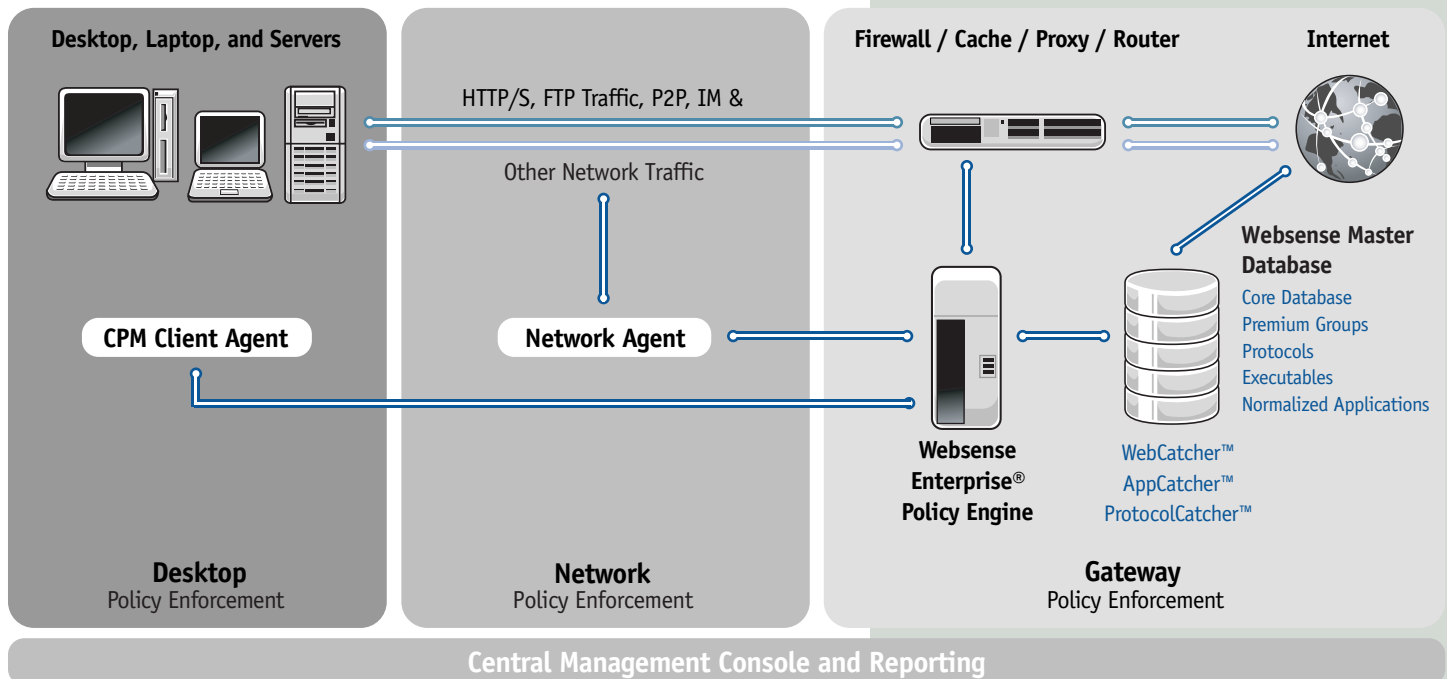 Desktop, Laptop, and Servers
HTTP/S, FTP Traffic, P2P, IM &
Other Network Traffic
Firewall / Cache / Proxy / Router
Internet
CPM Client Agent
Network Agent
Websense
Enterprise®
Policy Engine
Websense Master
Database
Core Database
Premium Groups
Protocols
Executables
Normalized Applications
WebCatcher™
AppCatcher™
ProtocolCatcher™
Desktop
Policy Enforcement
Network
Policy Enforcement
Gateway
Policy Enforcement
Central Management Console and Reporting